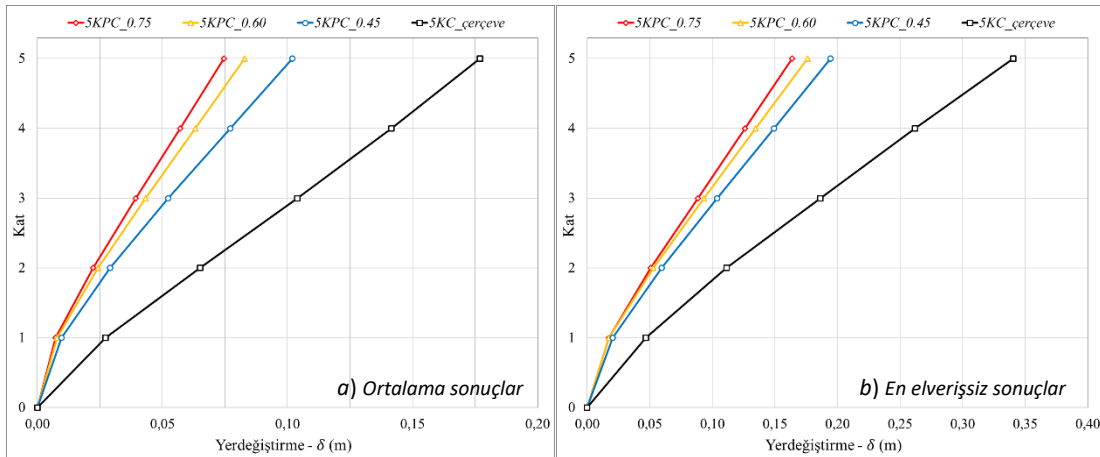 5KPC_0.75 5KPC_0.60 5KPC_0.45 5KC_çerçeve
5
4
3
2
1
0
Kat
a) Ortalama sonuçlar
0,00 0,05 0,10 0,15 0,20
Yerdeğiştirme - δ (m)
5KPC_0.75 5KPC_0.60 5KPC_0.45 5KC_çerçeve
5
4
3
2
1
0
Kat
b) En elverişsiz sonuçlar
0,00 0,05 0,10 0,15 0,20 0,25 0,30 0,35 0,40
Yerdeğiştirme - δ (m)